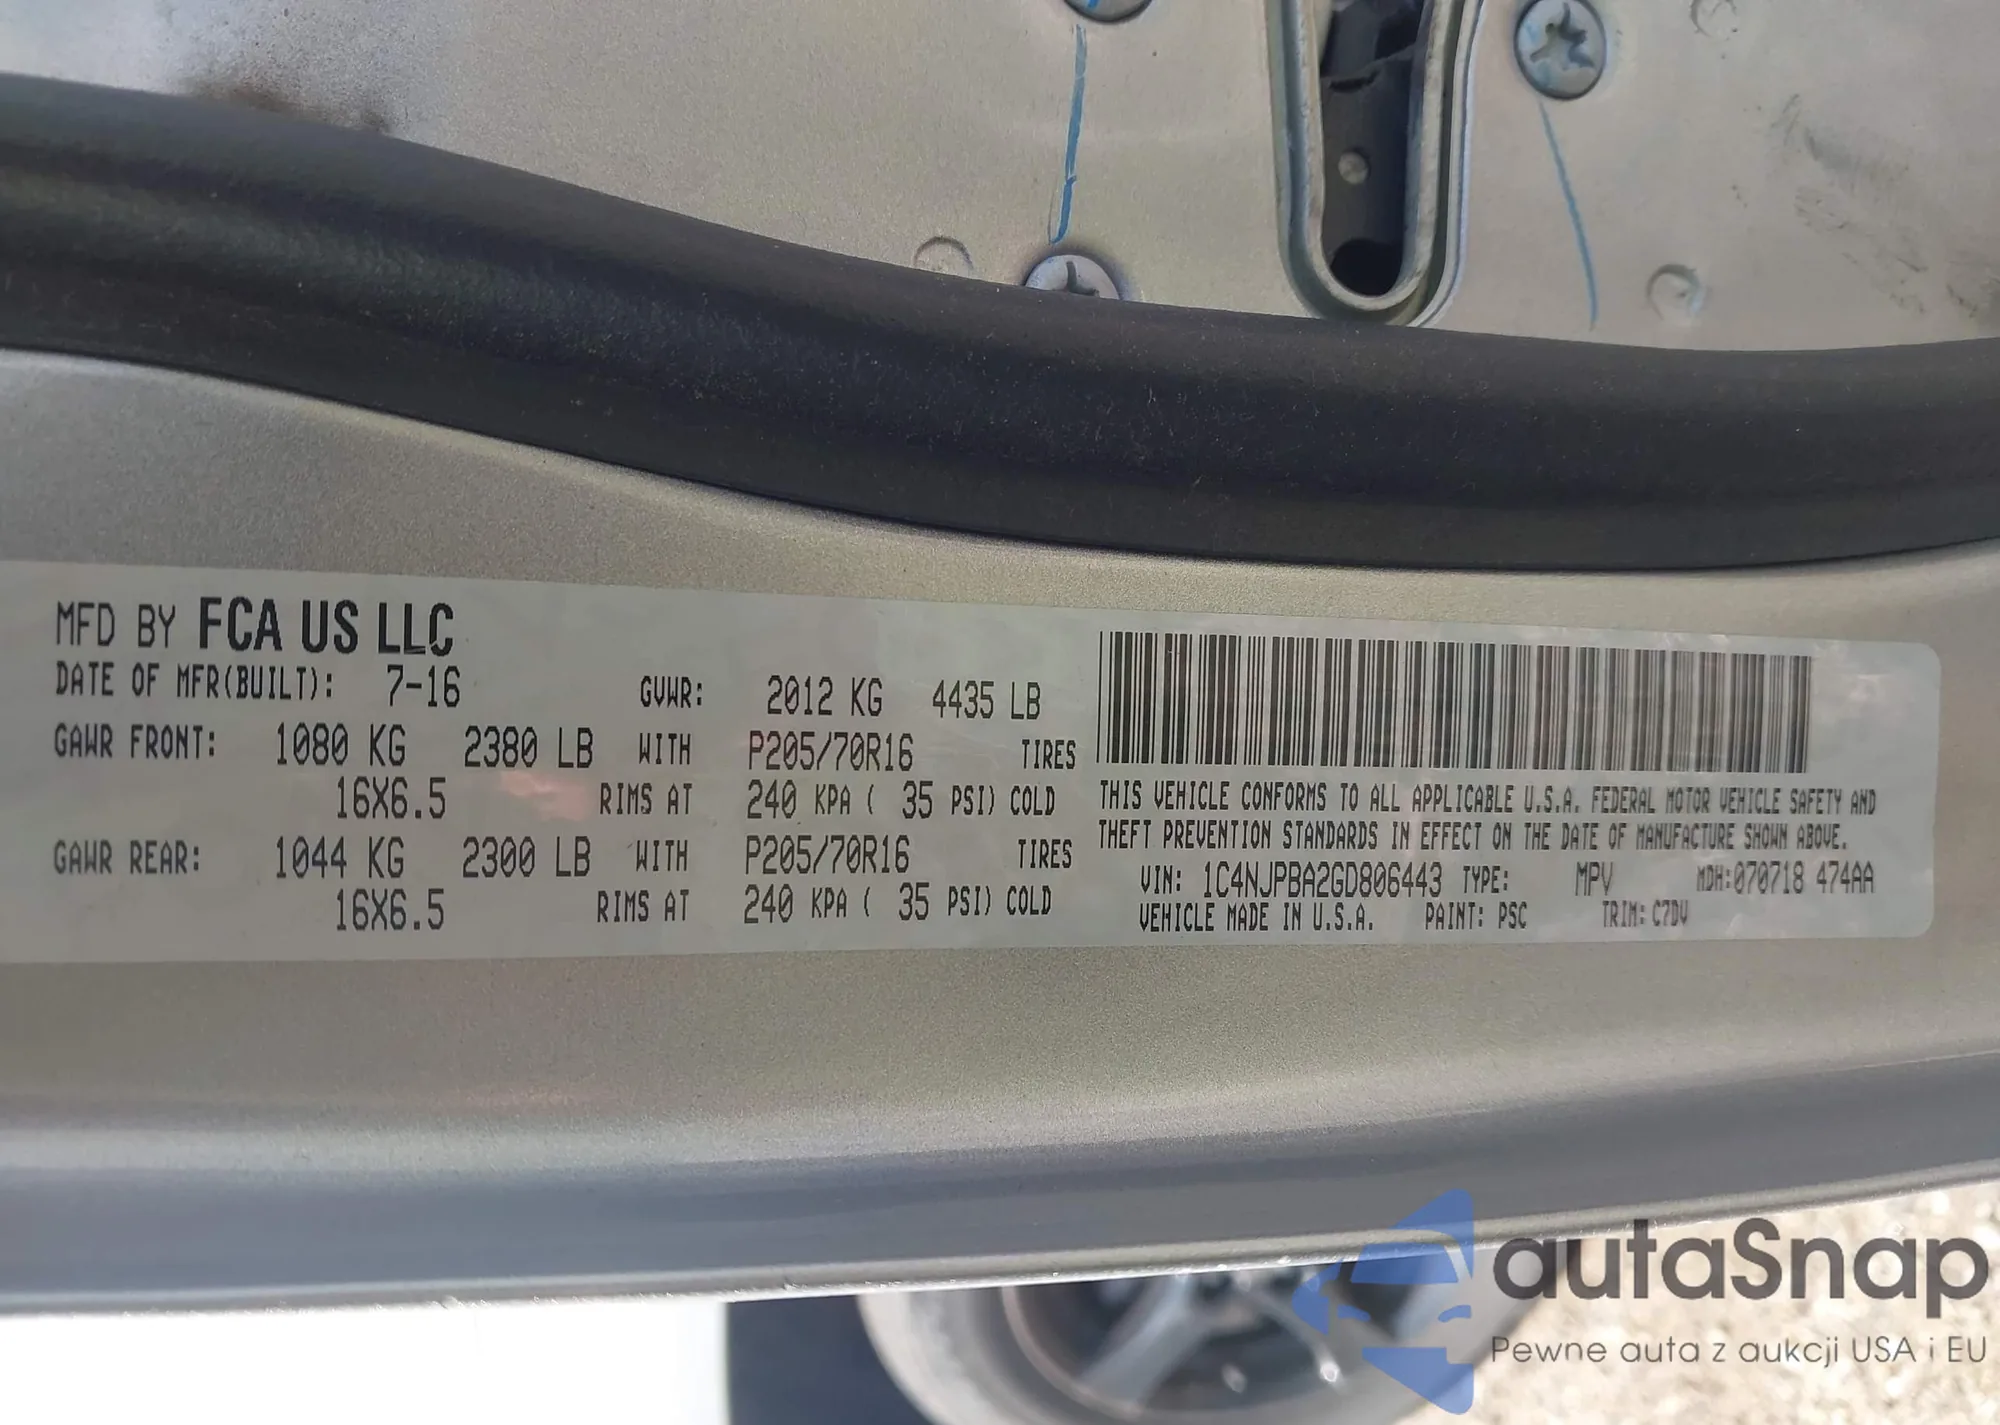 MFD BY FCA US LLC
DATE OF MFR(BUILT): 7-16 GVWR: 2012 KG 4435 LB
GAWR FRONT: 1080 KG 2380 LB WITH P205/70R16 TIRES
16X6.5 RIMS AT 240 KPA ( 35 PSI) COLD
GAWR REAR: 1044 KG 2300 LB WITH P205/70R16 TIRES
16X6.5 RIMS AT 240 KPA ( 35 PSI) COLD
THIS VEHICLE CONFORMS TO ALL APPLICABLE U.S.A. FEDERAL MOTOR VEHICLE SAFETY AND
THEFT PREVENTION STANDARDS IN EFFECT ON THE DATE OF MANUFACTURE SHOWN ABOVE.
VIN: 1C4NJPBA2GD806443 TYPE: MPV MDH:070718 474AA
VEHICLE MADE IN U.S.A. PAINT: PSC TRIM: C7DV
autaSnap
Pewne auta z aukcji USA i EU